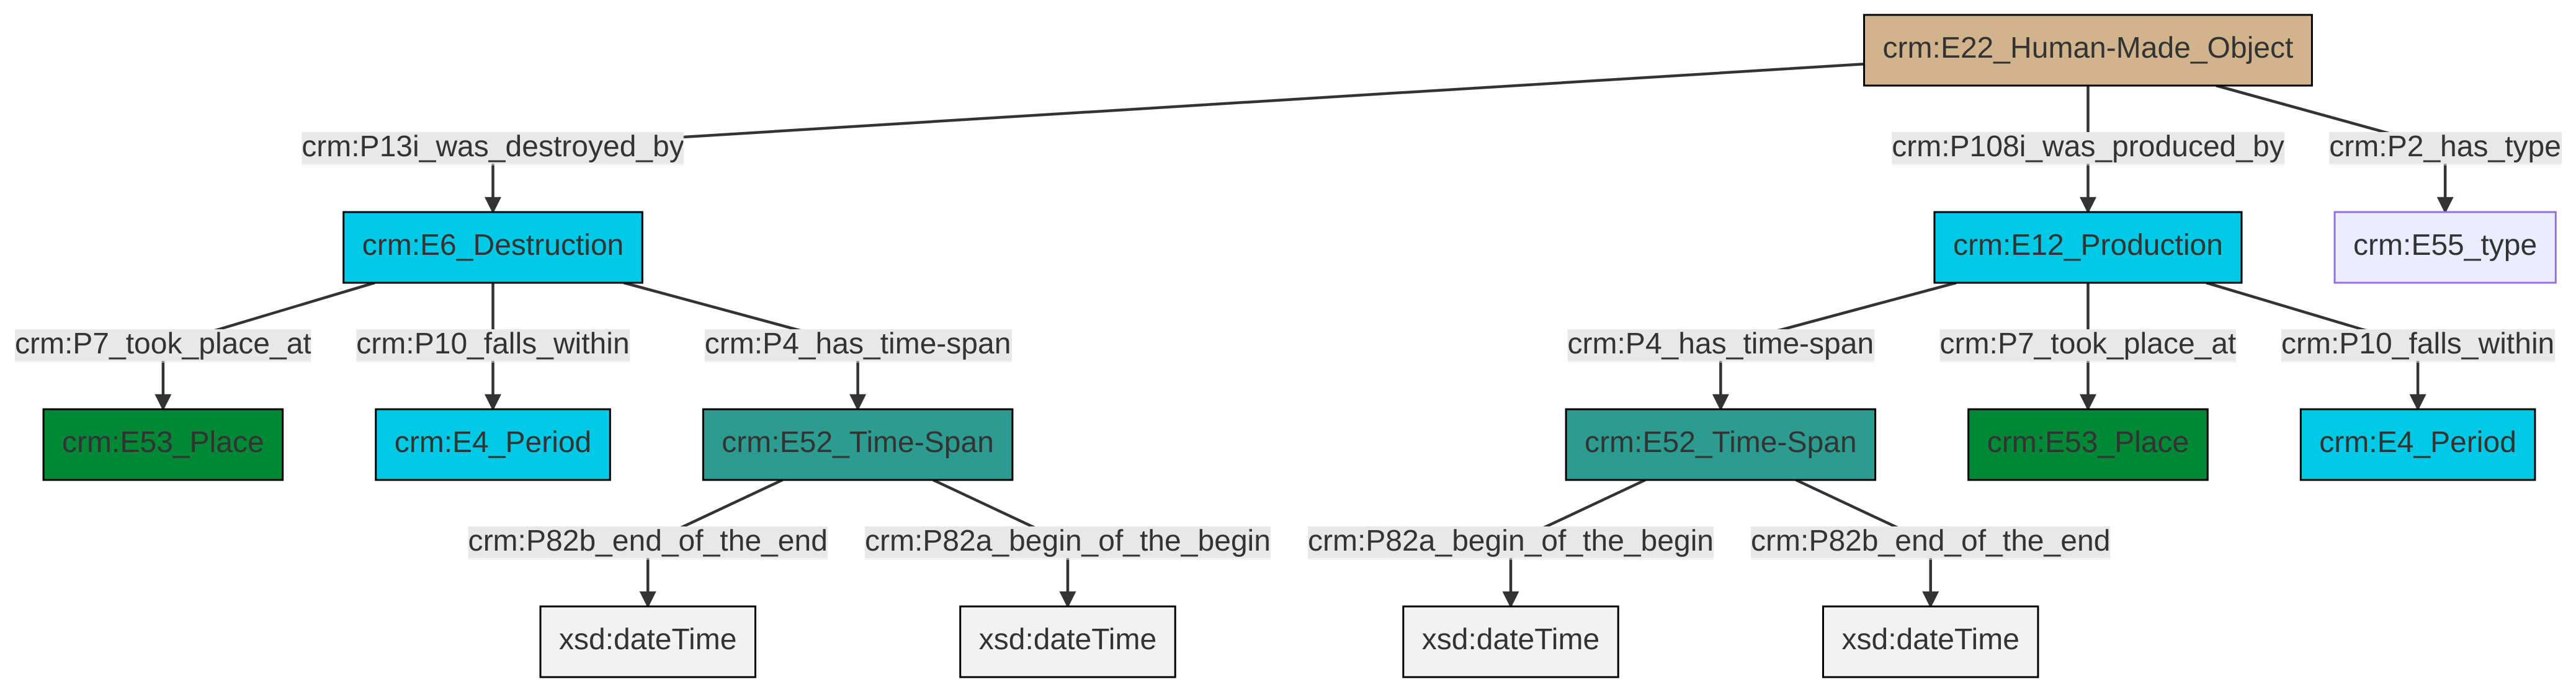 crm:E22_Human-Made_Object
crm:P13i_was_destroyed_by
crm:P108i_was_produced_by
crm:P2_has_type
crm:E6_Destruction
crm:E12_Production
crm:E55_type
crm:P7_took_place_at
crm:P10_falls_within
crm:P4_has_time-span
crm:P4_has_time-span
crm:P7_took_place_at
crm:P10_falls_within
crm:E53_Place
crm:E4_Period
crm:E52_Time-Span
crm:E52_Time-Span
crm:E53_Place
crm:E4_Period
crm:P82b_end_of_the_end
crm:P82a_begin_of_the_begin
crm:P82a_begin_of_the_begin
crm:P82b_end_of_the_end
xsd:dateTime
xsd:dateTime
xsd:dateTime
xsd:dateTime